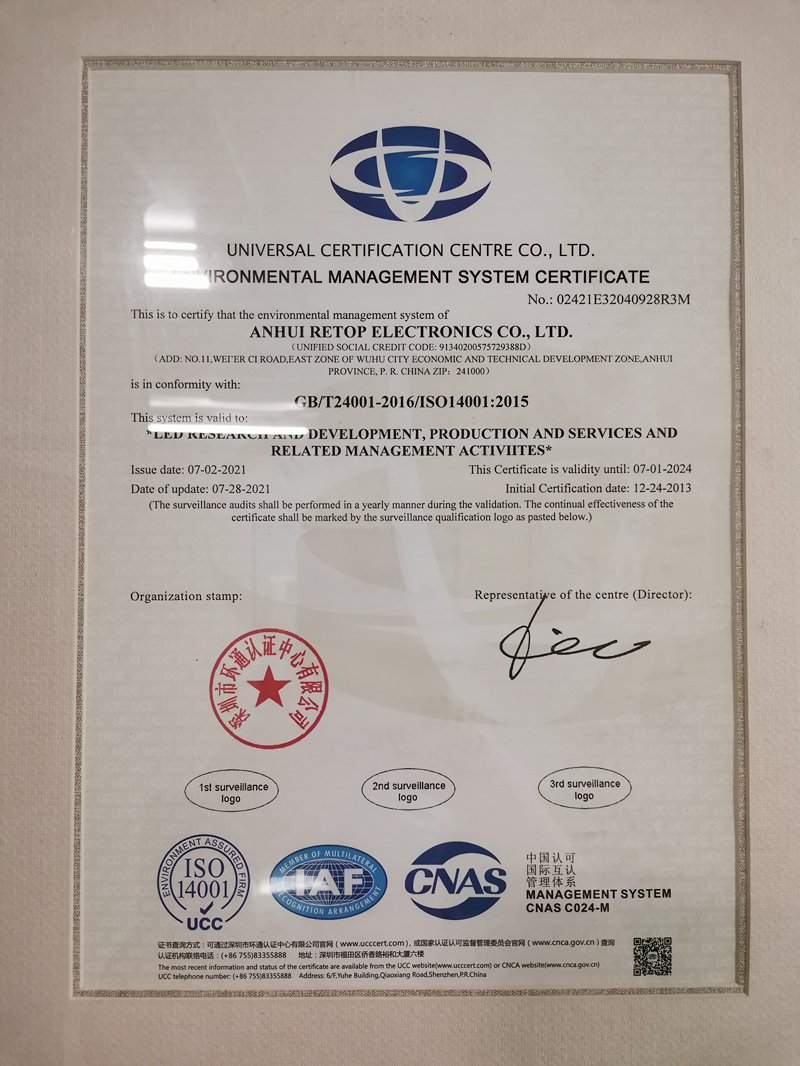 UNIVERSAL CERTIFICATION CENTRE CO., LTD.
ENVIRONMENTAL MANAGEMENT SYSTEM CERTIFICATE
No.: 02421E32040928R3M
This is to certify that the environmental management system of
ANHUI RETOP ELECTRONICS CO., LTD.
(UNIFIED SOCIAL CREDIT CODE: 91340200575729388D)
(ADD: NO.11,WEI'ER CI ROAD,EAST ZONE OF WUHU CITY ECONOMIC AND TECHNICAL DEVELOPMENT ZONE,ANHUI
PROVINCE, P. R. CHINA ZIP：241000)
is in conformity with:
GB/T24001-2016/ISO14001:2015
This system is valid to:
*LED RESEARCH AND DEVELOPMENT, PRODUCTION AND SERVICES AND
RELATED MANAGEMENT ACTIVIITES*
Issue date: 07-02-2021 This Certificate is validity until: 07-01-2024
Date of update: 07-28-2021 Initial Certification date: 12-24-2013
(The surveillance audits shall be performed in a yearly manner during the validation. The continual effectiveness of the
certificate shall be marked by the surveillance qualification logo as pasted below.)
Organization stamp: Representative of the centre (Director):
深圳市环通认证中心有限公司
1st surveillance
logo
2nd surveillance
logo
3rd surveillance
logo
ENVIRONMENT ASSURED FIRM
ISO
14001
UCC
MEMBER OF MULTILATERAL
IAF
RECOGNITION ARRANGEMENT
CNAS
中国认可
国际互认
管理体系
MANAGEMENT SYSTEM
CNAS C024-M
证书查询方式：可通过深圳市环通认证中心有限公司官网（www.ucccert.com）, 或国家认证认可监督管理委员会官网（www.cnca.gov.cn）查询
认证机构联络电话：(+86 755)83355888 地址：深圳市福田区侨香路裕和大厦六楼
The most recent information and status of the certificate are available from the UCC website(www.ucccert.com) or CNCA website(www.cnca.gov.cn)
UCC telephone number: (+86 755)83355888 Address: 6/F,Yuhe Building,Qiaoxiang Road,Shenzhen,P.R.China